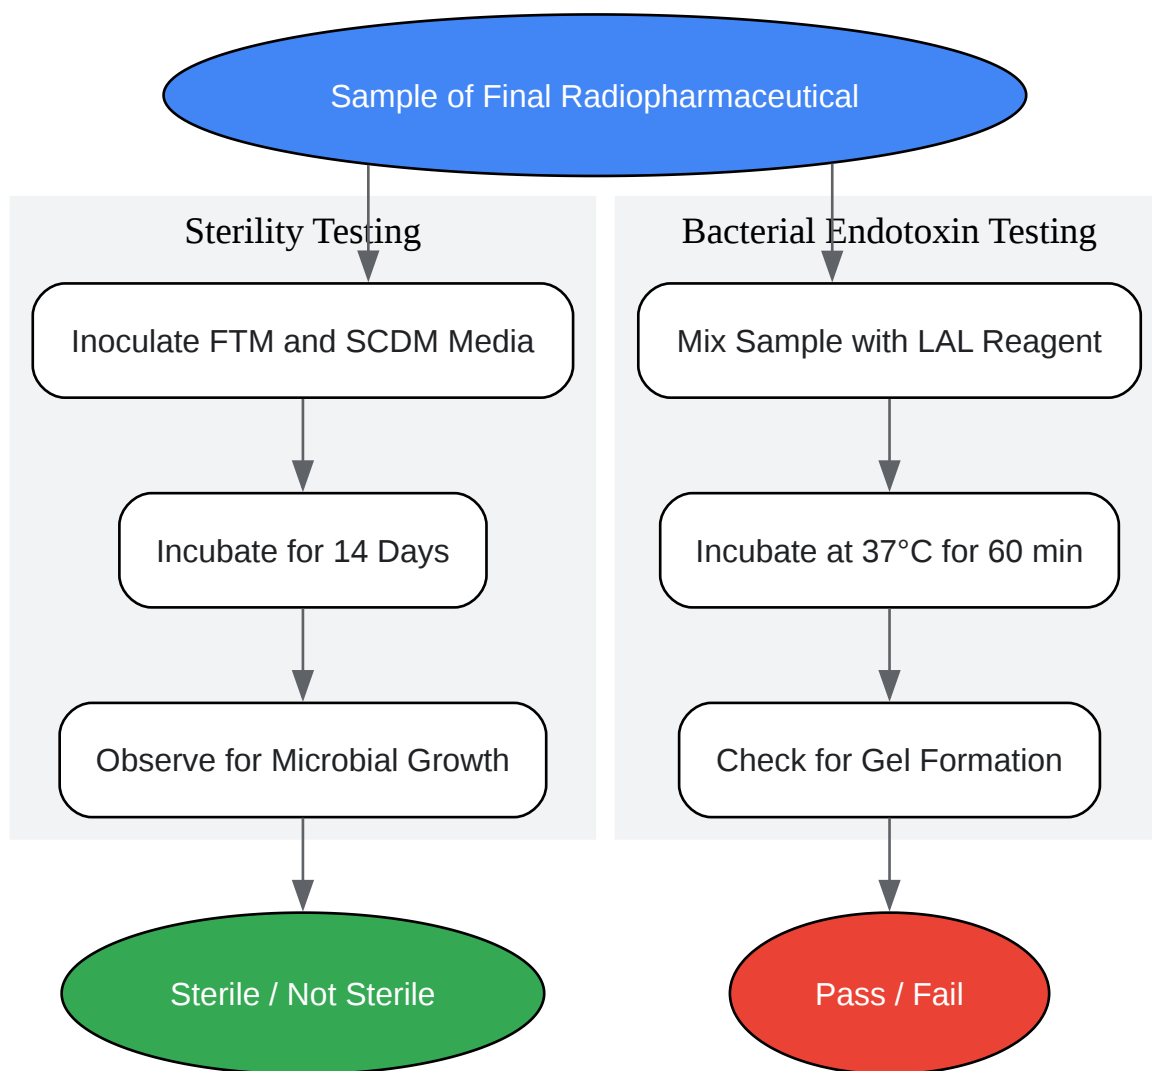 Sample of Final Radiopharmaceutical
Sterility Testing
Inoculate FTM and SCDM Media
Incubate for 14 Days
Observe for Microbial Growth
Sterile / Not Sterile
Bacterial Endotoxin Testing
Mix Sample with LAL Reagent
Incubate at 37°C for 60 min
Check for Gel Formation
Pass / Fail